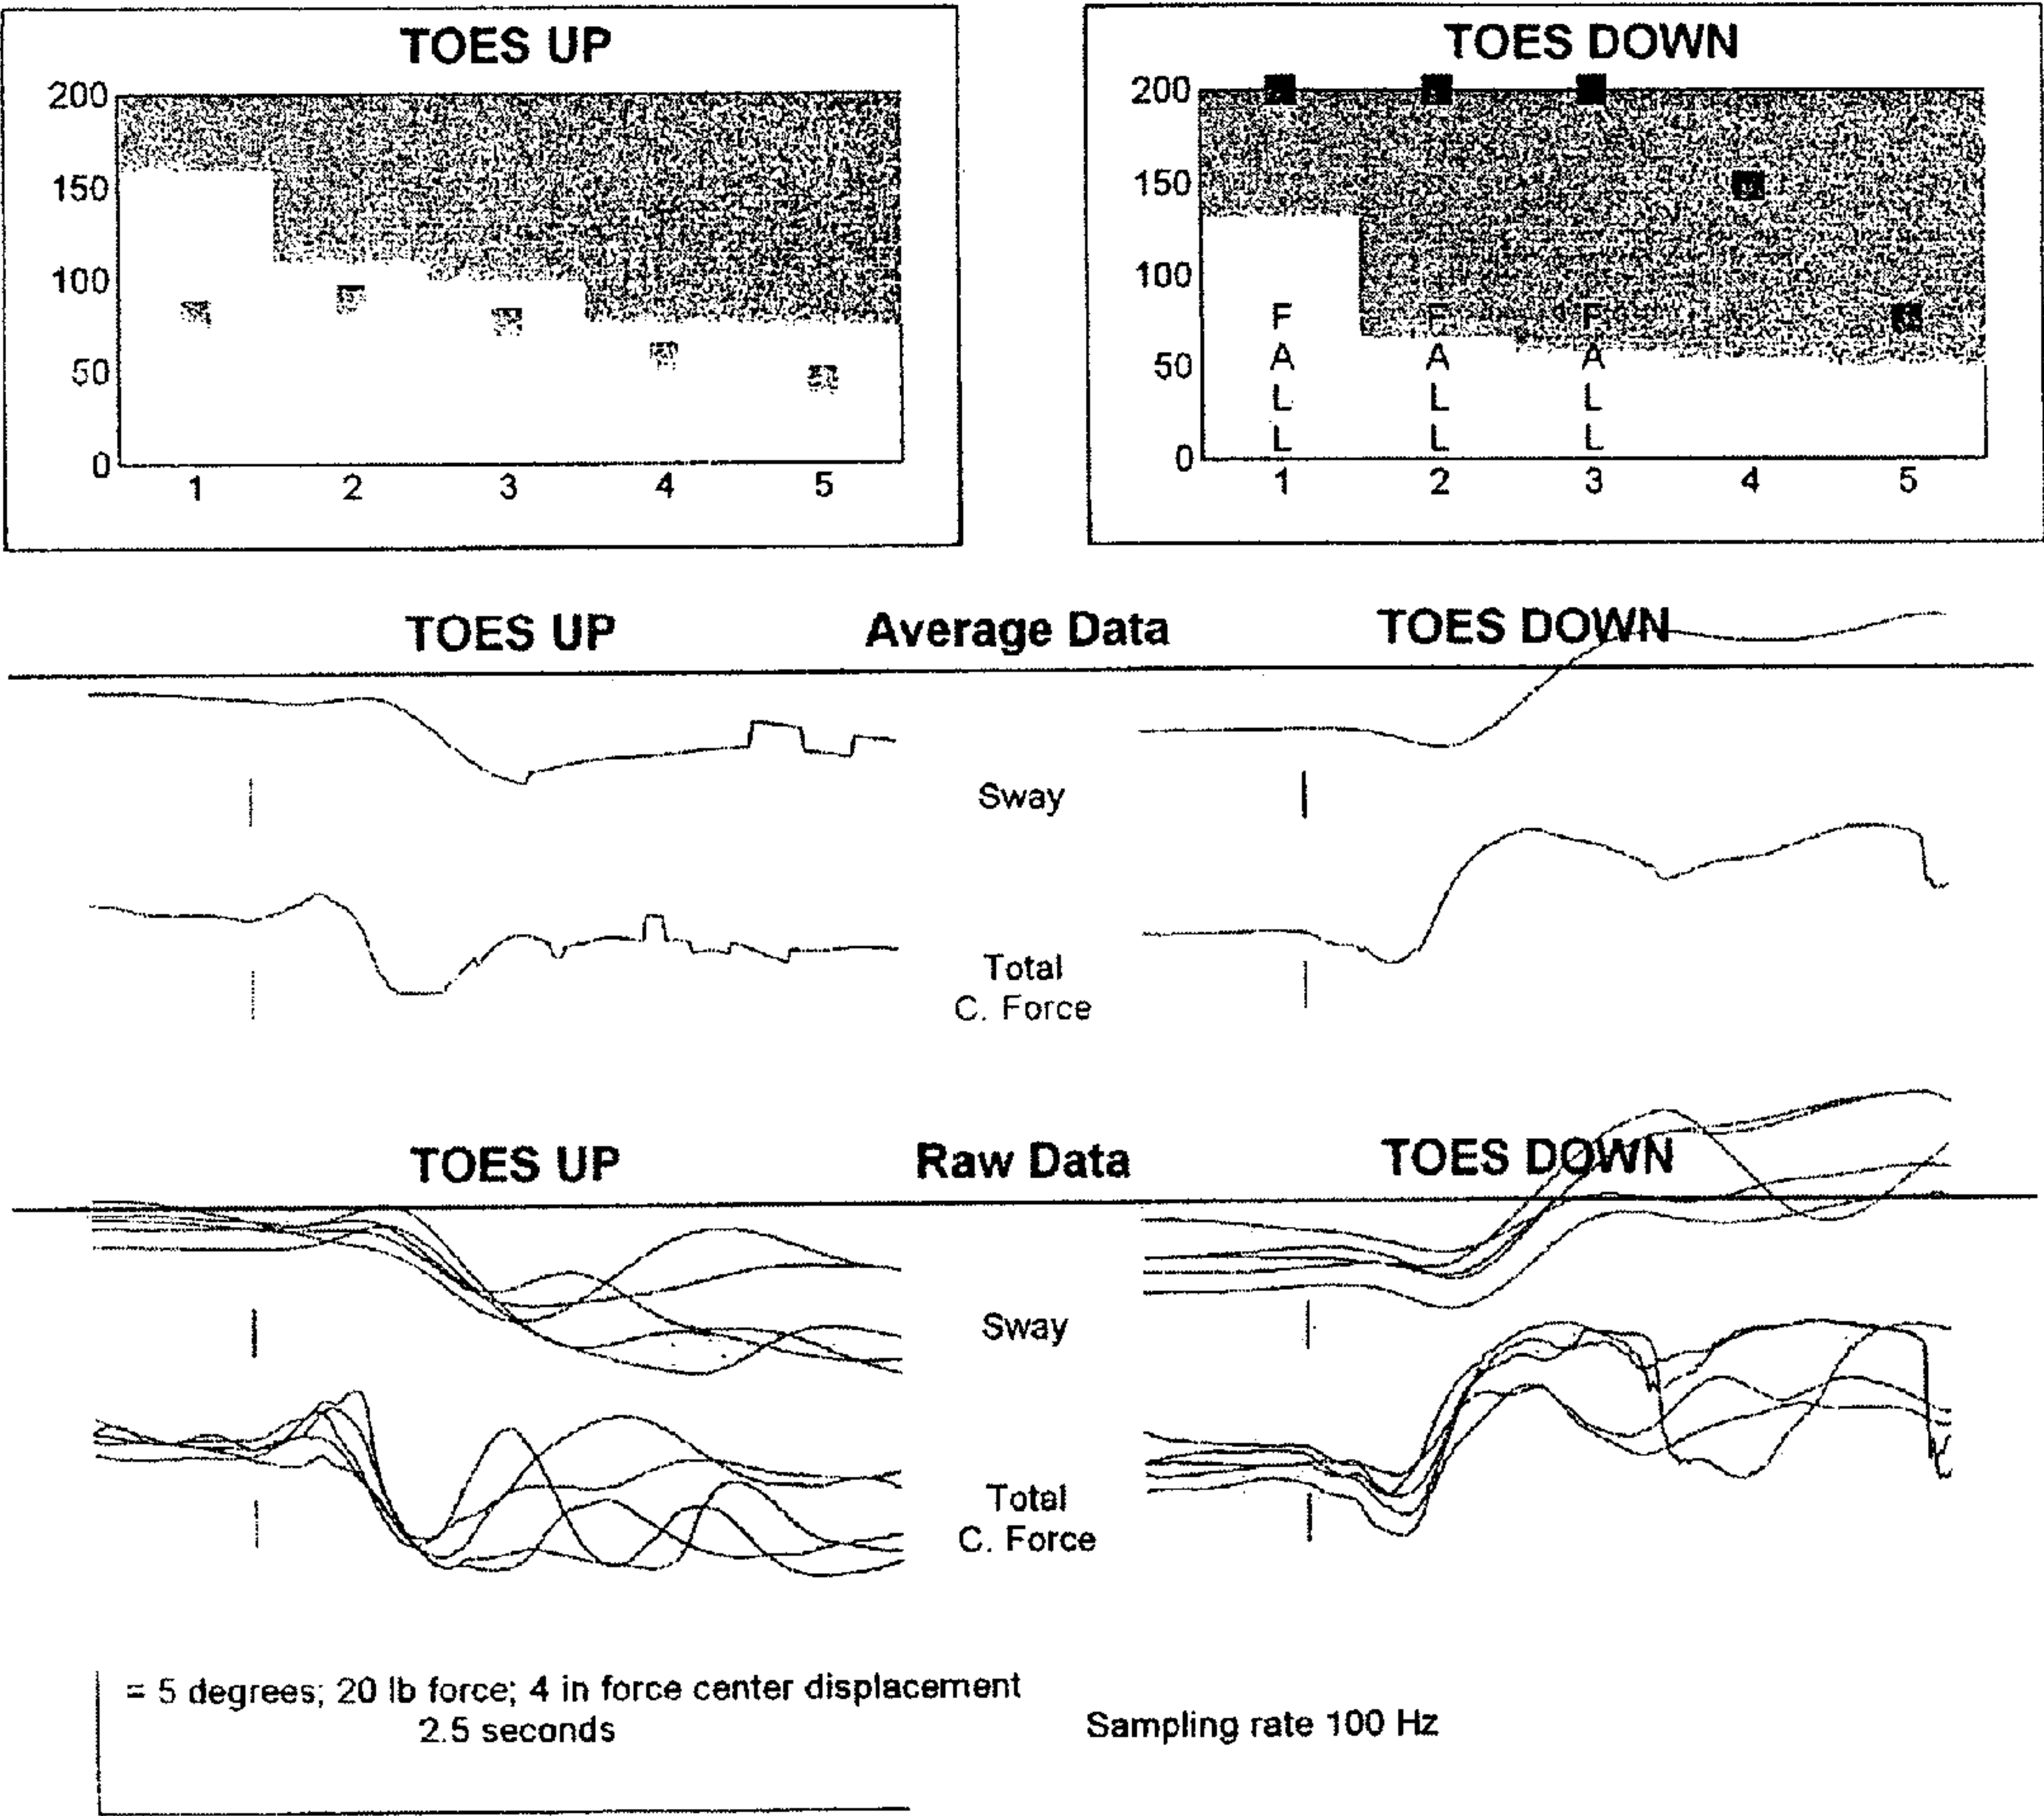 TOES UP
200
150
100
50
0
1 2 3 4 5
TOES DOWN
200
150
100
50
0
F A L L
F A L L
F A L L
1 2 3 4 5
TOES UP Average Data TOES DOWN
Sway
Total
C. Force
TOES UP Raw Data TOES DOWN
Sway
Total
C. Force
= 5 degrees; 20 lb force; 4 in force center displacement
2.5 seconds
Sampling rate 100 Hz